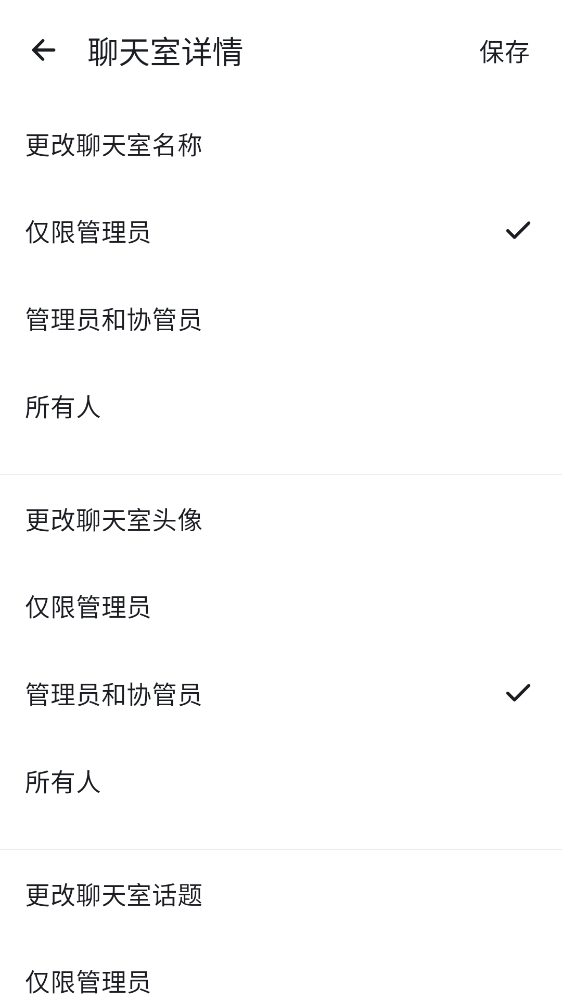 聊天室详情
保存
更改聊天室名称
仅限管理员
管理员和协管员
所有人
更改聊天室头像
仅限管理员
管理员和协管员
所有人
更改聊天室话题
仅限管理员